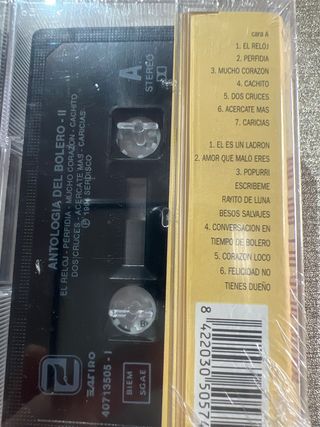 A
STEREO
ANTOLOGIA DEL BOLERO - II
EL RELOJ - PERFIDIA - MUCHO CORAZON - CACHITO
DOS CRUCES - ACERCATE MAS - CARICIAS
40713505 - I
BIEM
SGAE
cara A
1. EL RELOJ
2. PERFIDIA
3. MUCHO CORAZON
4. CACHITO
5. DOS CRUCES
6. ACERCATE MAS
7. CARICIAS
1. EL ES UN LADRON
2. AMOR QUE MALO ERES
3. POPURRI
ESCRIBEME
RAYITO DE LUNA
BESOS SALVAJES
4. CONVERSACION EN
TIEMPO DE BOLERO
5. CORAZON LOCO
6. FELICIDAD NO
TIENES DUEÑO